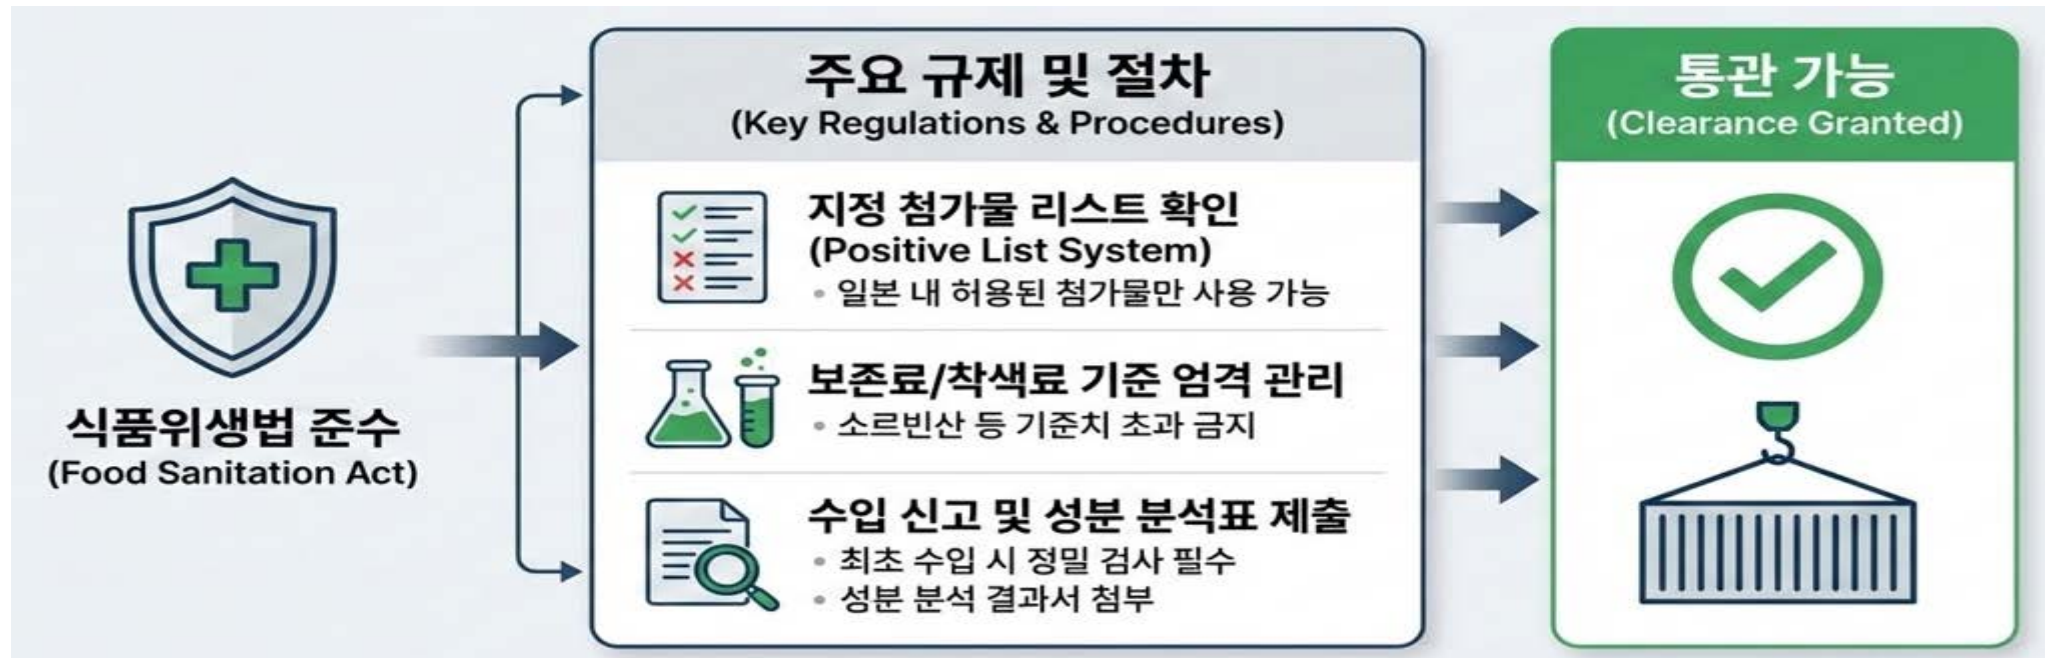 식품위생법 준수
(Food Sanitation Act)
주요 규제 및 절차
(Key Regulations & Procedures)
지정 첨가물 리스트 확인
(Positive List System)
• 일본 내 허용된 첨가물만 사용 가능
보존료/착색료 기준 엄격 관리
• 소르빈산 등 기준치 초과 금지
수입 신고 및 성분 분석표 제출
• 최초 수입 시 정밀 검사 필수
• 성분 분석 결과서 첨부
통관 가능
(Clearance Granted)